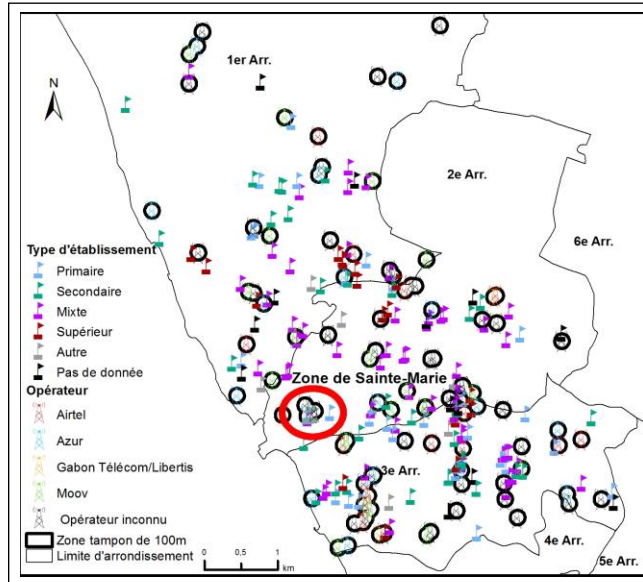 1er Arr.
N
2e Arr.
6e Arr.
Type d'établissement
Primaire
Secondaire
Mixte
Supérieur
Autre
Pas de donnée
Opérateur
Airtel
Azur
Gabon Télécom/Libertis
Moov
Opérateur inconnu
Zone tampon de 100m
Limite d'arrondissement
Zone de Sainte-Marie
3e Arr.
4e Arr.
5e Arr.
0 0,5 1
km